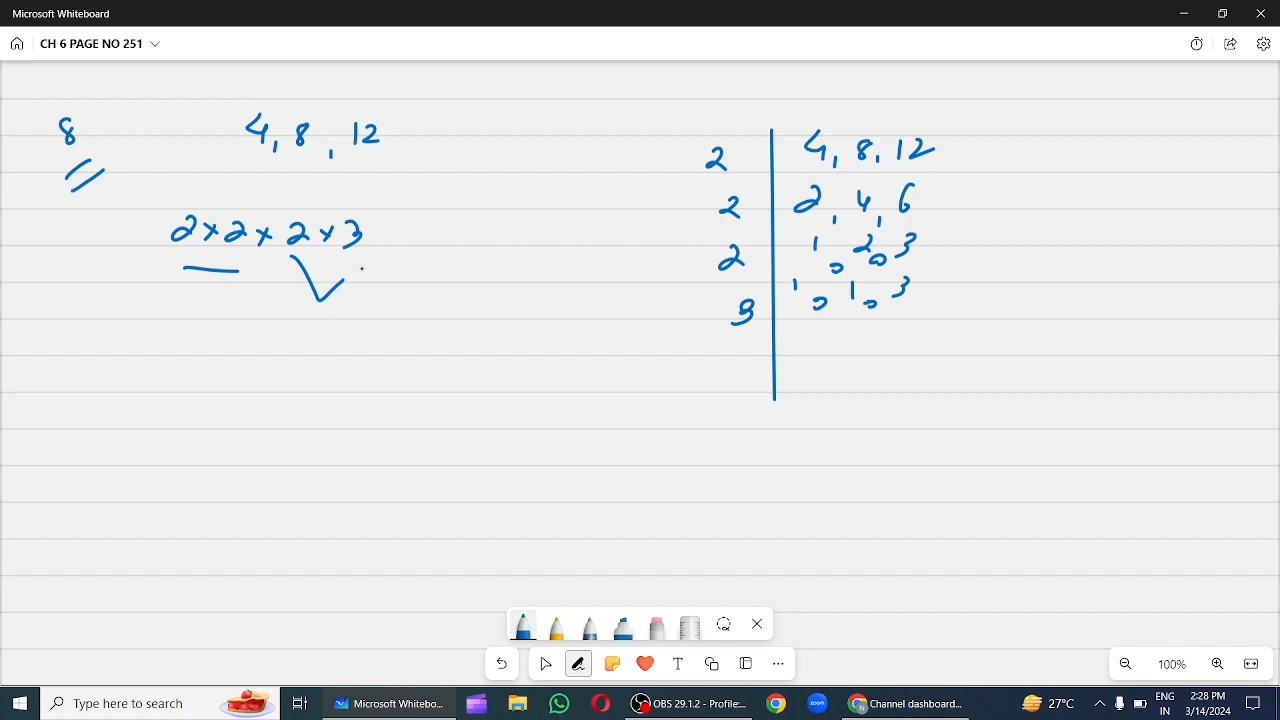 Microsoft Whiteboard
CH 6 PAGE NO 251
8
4, 8, 12
2 × 2 × 2 × 3
2 | 4, 8, 12
2 | 2, 4, 6
2 | 1, 2, 3
3 | 1, 1, 3
100%
Type here to search
Microsoft Whitebo...
OBS 29.1.2 - Profile:...
zoom
Channel dashboard...
27°C
ENG
IN
2:28 PM
3/14/2024